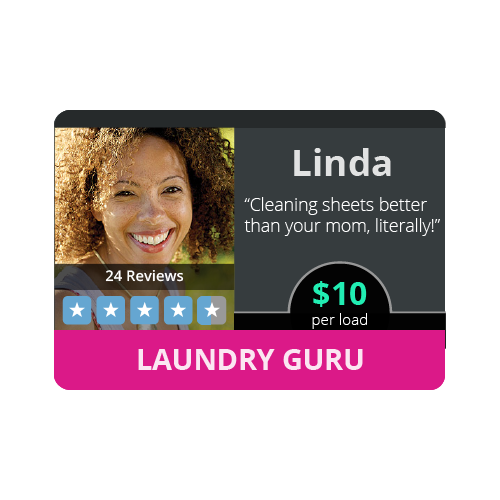 Linda
“Cleaning sheets better
than your mom, literally!”
24 Reviews
$10
per load
LAUNDRY GURU